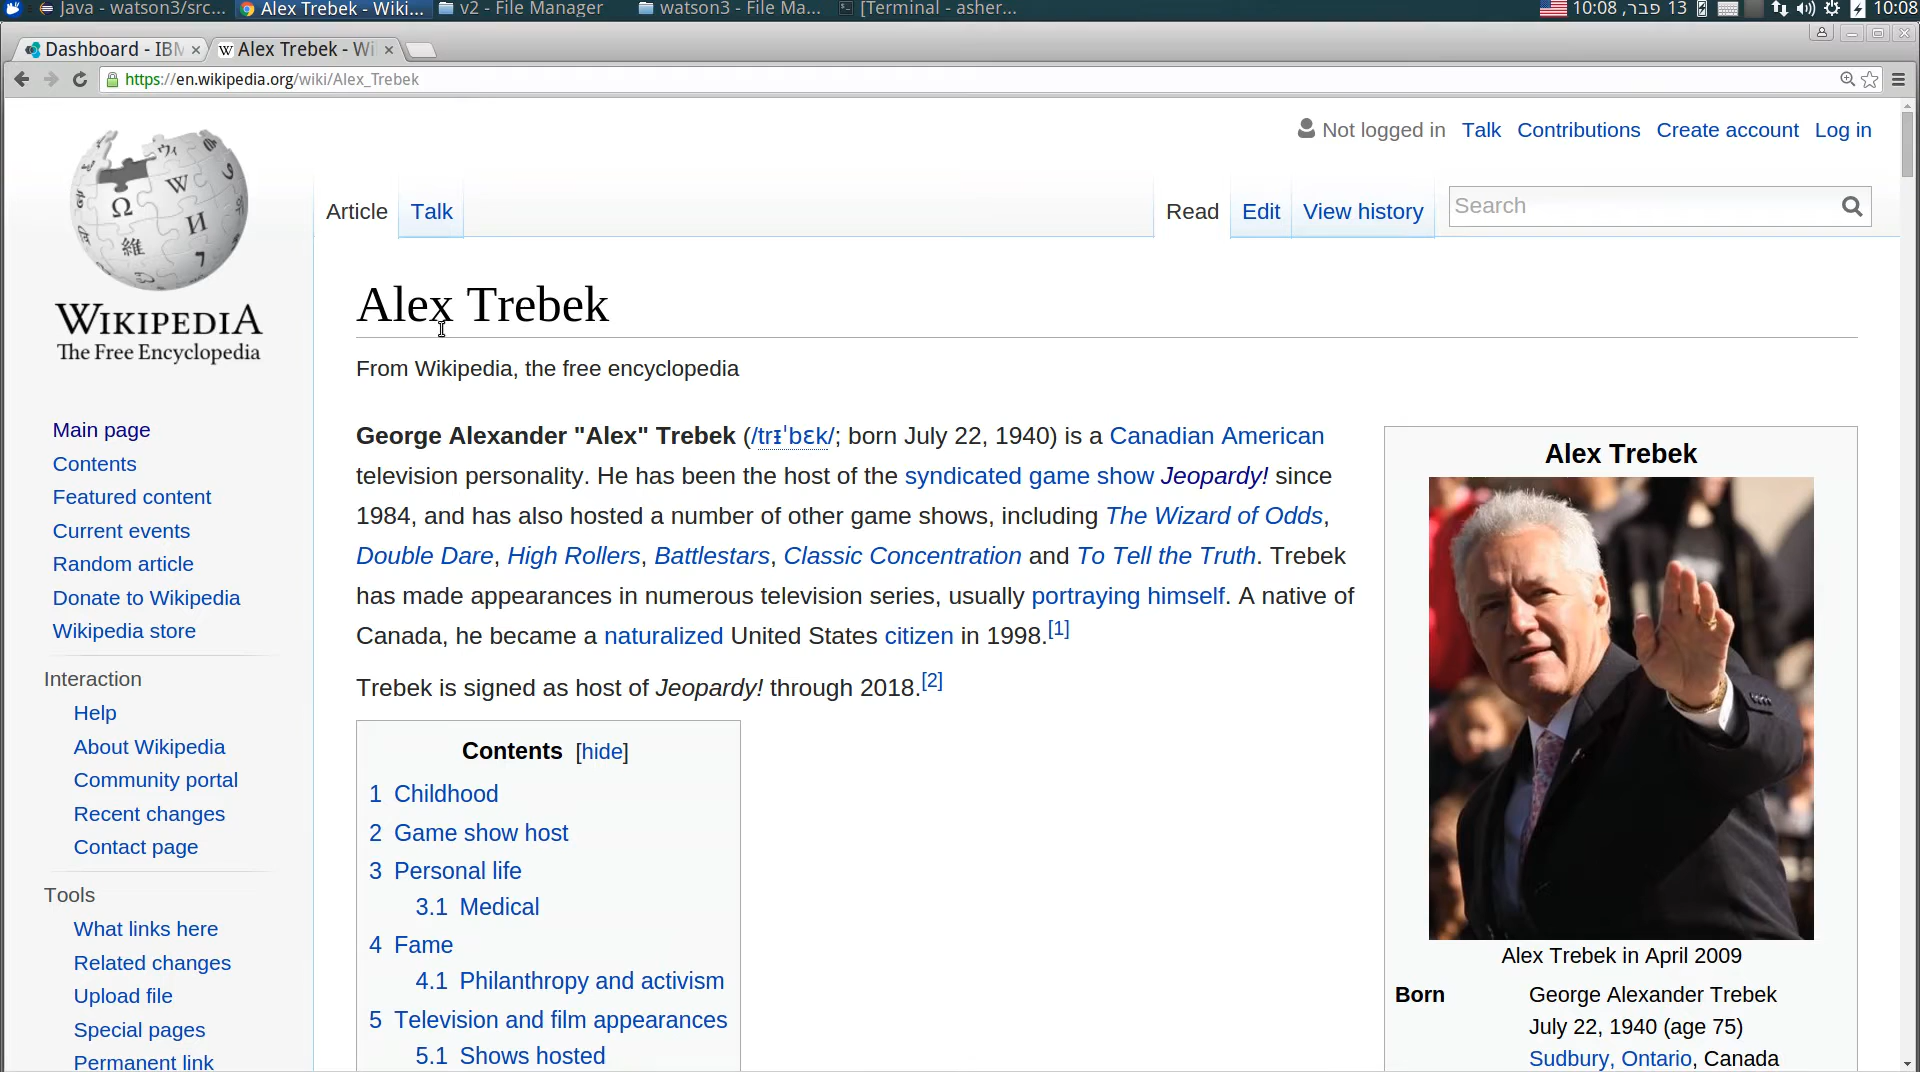 Java - watson3/src...
Alex Trebek - Wiki...
v2 - File Manager
watson3 - File Ma...
[Terminal - asher...
10:08 ,פבר 13
10:08
Dashboard - IBM
Alex Trebek - Wi
https://en.wikipedia.org/wiki/Alex_Trebek
Not logged in Talk Contributions Create account Log in
Article Talk Read Edit View history Search
WIKIPEDIA
The Free Encyclopedia
Main page
Contents
Featured content
Current events
Random article
Donate to Wikipedia
Wikipedia store
Interaction
Help
About Wikipedia
Community portal
Recent changes
Contact page
Tools
What links here
Related changes
Upload file
Special pages
Permanent link
Alex Trebek
From Wikipedia, the free encyclopedia
George Alexander "Alex" Trebek (/trɪˈbɛk/; born July 22, 1940) is a Canadian American
television personality. He has been the host of the syndicated game show Jeopardy! since
1984, and has also hosted a number of other game shows, including The Wizard of Odds,
Double Dare, High Rollers, Battlestars, Classic Concentration and To Tell the Truth. Trebek
has made appearances in numerous television series, usually portraying himself. A native of
Canada, he became a naturalized United States citizen in 1998.[1]
Trebek is signed as host of Jeopardy! through 2018.[2]
Contents [hide]
1 Childhood
2 Game show host
3 Personal life
3.1 Medical
4 Fame
4.1 Philanthropy and activism
5 Television and film appearances
5.1 Shows hosted
Alex Trebek
Alex Trebek in April 2009
Born George Alexander Trebek
July 22, 1940 (age 75)
Sudbury, Ontario, Canada